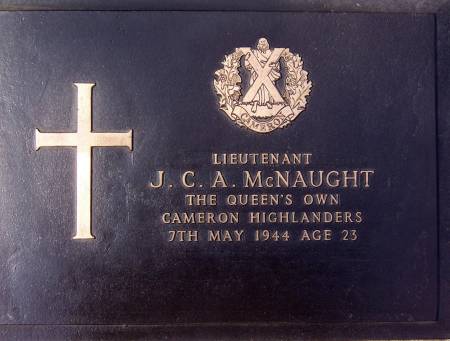 CAMERON
LIEUTENANT
J. C. A. McNAUGHT
THE QUEEN'S OWN
CAMERON HIGHLANDERS
7TH MAY 1944 AGE 23